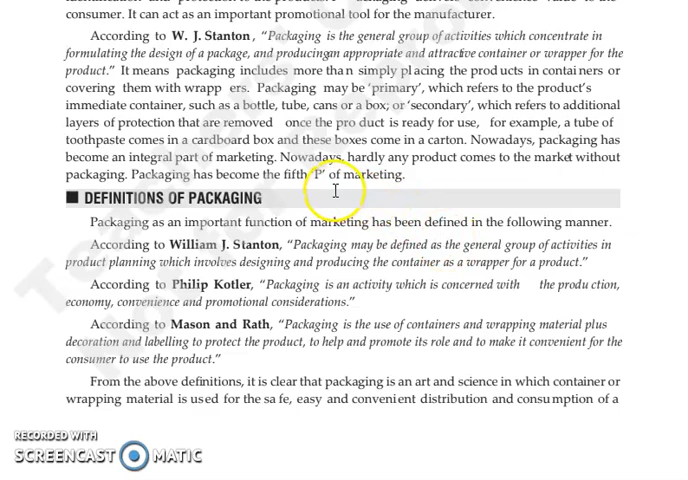 consumer. It can act as an important promotional tool for the manufacturer.
According to W. J. Stanton, “Packaging is the general group of activities which concentrate in
formulating the design of a package, and producingan appropriate and attractive container or wrapper for the
product.” It means packaging includes more than simply placing the products in containers or
covering them with wrapp ers. Packaging may be ‘primary’, which refers to the product’s
immediate container, such as a bottle, tube, cans or a box; or ‘secondary’, which refers to additional
layers of protection that are removed once the product is ready for use, for example, a tube of
toothpaste comes in a cardboard box and these boxes come in a carton. Nowadays, packaging has
become an integral part of marketing. Nowadays, hardly any product comes to the market without
packaging. Packaging has become the fifth ‘P’ of marketing.
■ DEFINITIONS OF PACKAGING
Packaging as an important function of marketing has been defined in the following manner.
According to William J. Stanton, “Packaging may be defined as the general group of activities in
product planning which involves designing and producing the container as a wrapper for a product.”
According to Philip Kotler, “Packaging is an activity which is concerned with the production,
economy, convenience and promotional considerations.”
According to Mason and Rath, “Packaging is the use of containers and wrapping material plus
decoration and labelling to protect the product, to help and promote its role and to make it convenient for the
consumer to use the product.”
From the above definitions, it is clear that packaging is an art and science in which container or
wrapping material is used for the safe, easy and convenient distribution and consumption of a
RECORDED WITH
SCREENCAST MATIC